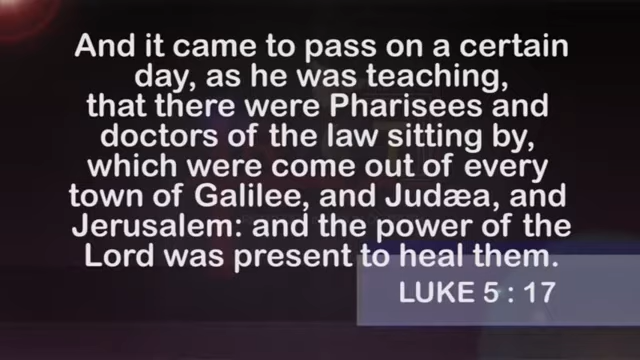 And it came to pass on a certain
day, as he was teaching,
that there were Pharisees and
doctors of the law sitting by,
which were come out of every
town of Galilee, and Judæa, and
Jerusalem: and the power of the
Lord was present to heal them.
LUKE 5 : 17